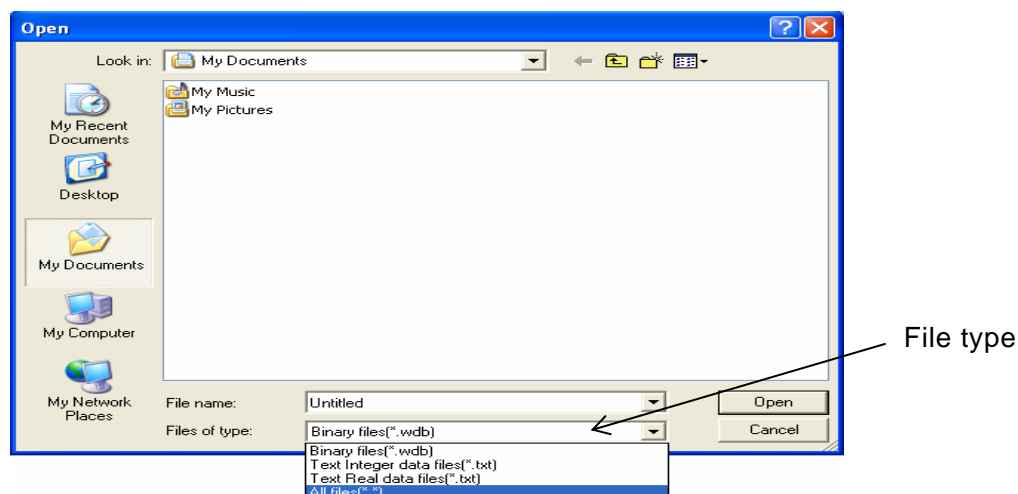 Open
Look in: My Documents
My Music
My Pictures
My Recent
Documents
Desktop
My Documents
My Computer
My Network
Places
File name: Untitled Open
Files of type: Binary files(*.wdb) Cancel
Binary files(*.wdb)
Text Integer data files(*.txt)
Text Real data files(*.txt)
All files(*.*)
File type